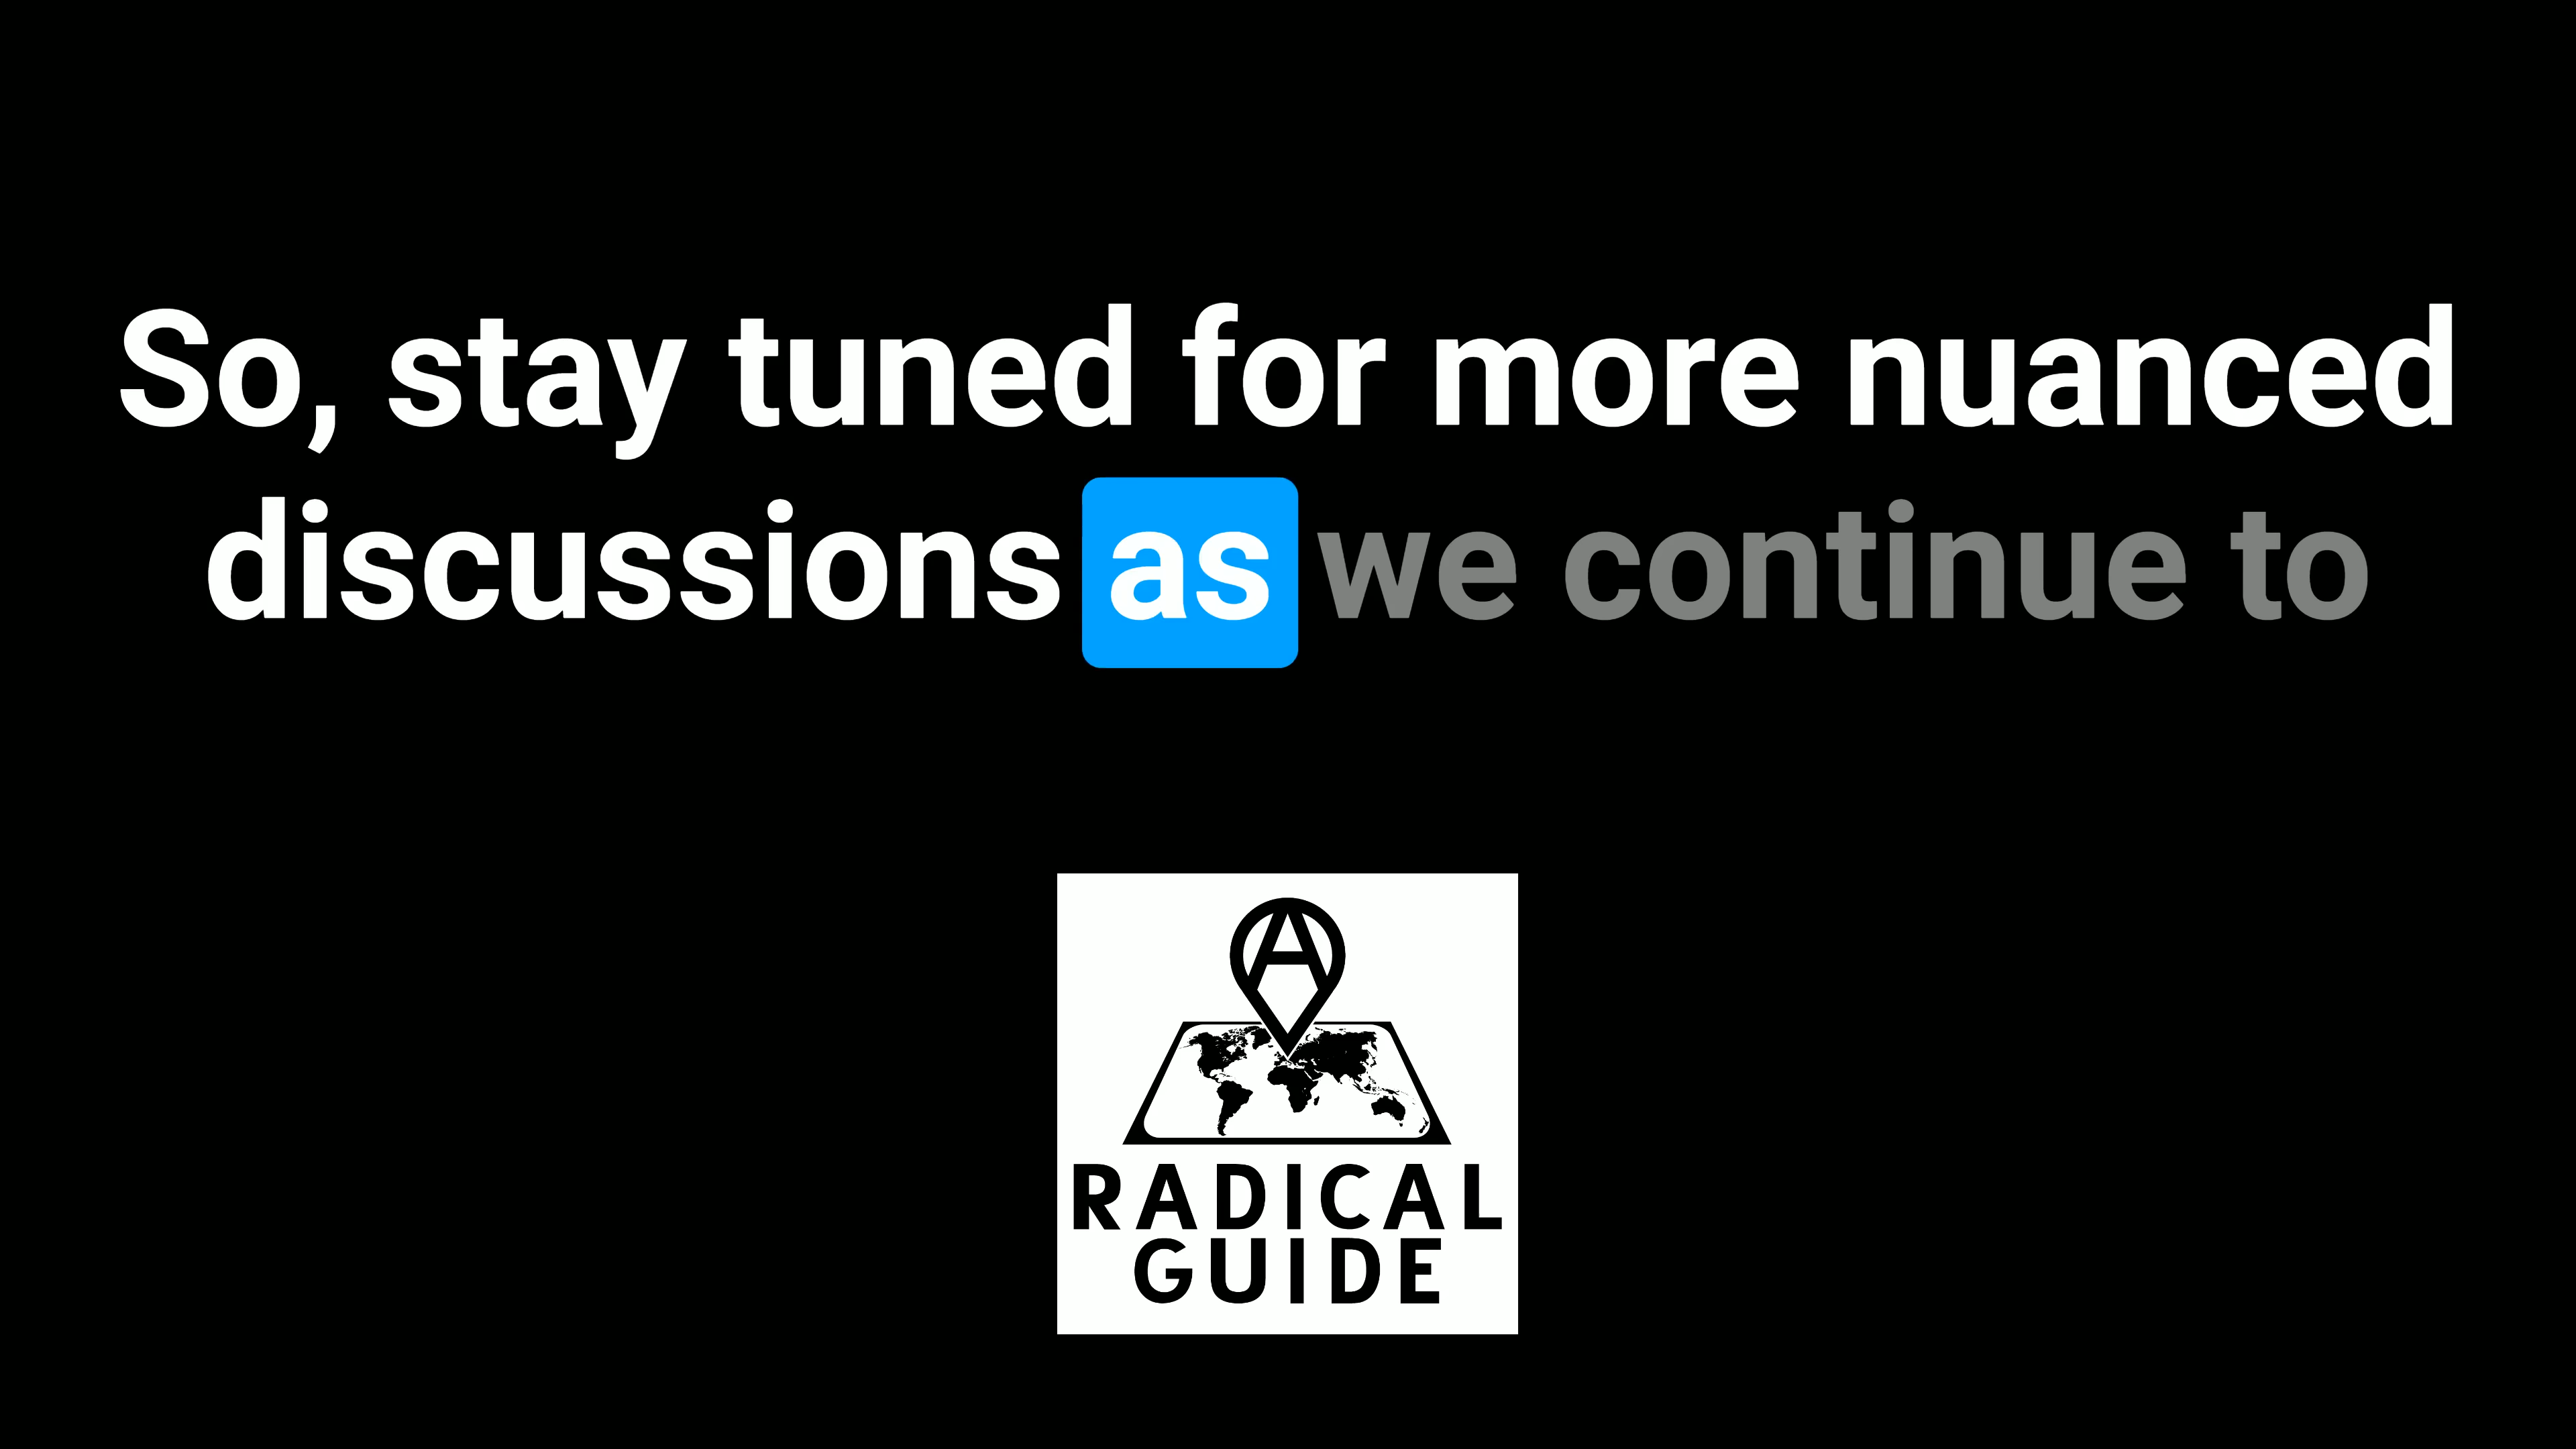 So, stay tuned for more nuanced
discussions as we continue to
A
RADICAL
GUIDE